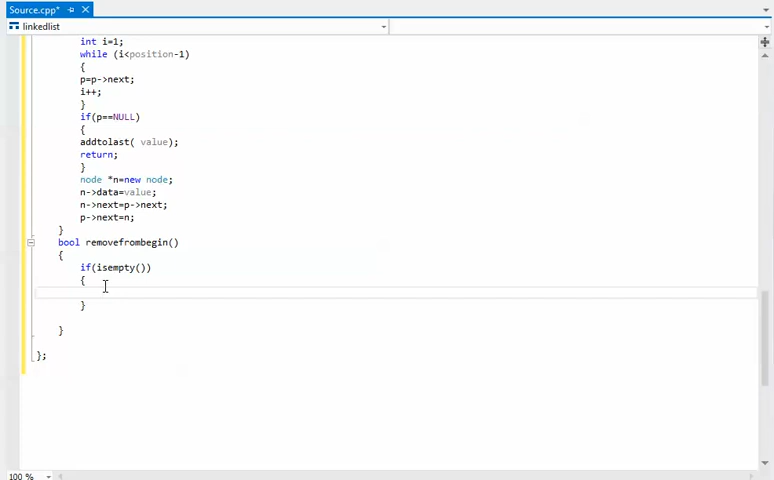 Source.cpp*
linkedlist
int i=1;
while (i<position-1)
{
p=p->next;
i++;
}
if(p==NULL)
{
addtolast( value);
return;
}
node *n=new node;
n->data=value;
n->next=p->next;
p->next=n;
}
bool removefrombegin()
{
if(isempty())
{
}
}
};
100 %